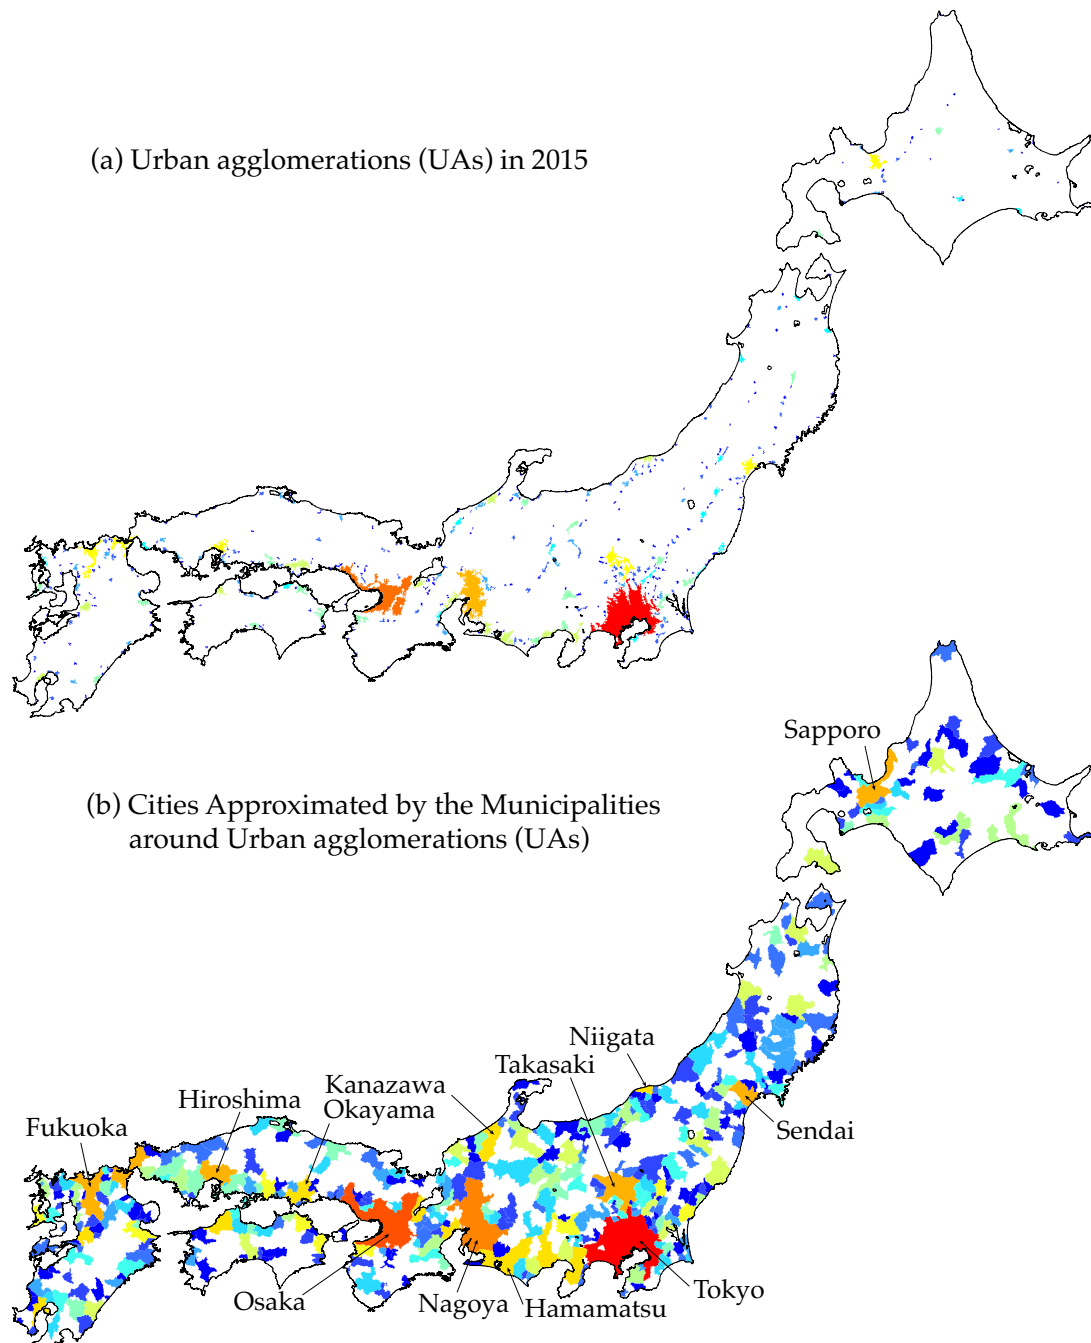 (a) Urban agglomerations (UAs) in 2015
Sapporo
(b) Cities Approximated by the Municipalities
around Urban agglomerations (UAs)
Niigata
Takasaki
Kanazawa
Hiroshima
Okayama
Fukuoka
Sendai
Tokyo
Osaka
Nagoya
Hamamatsu